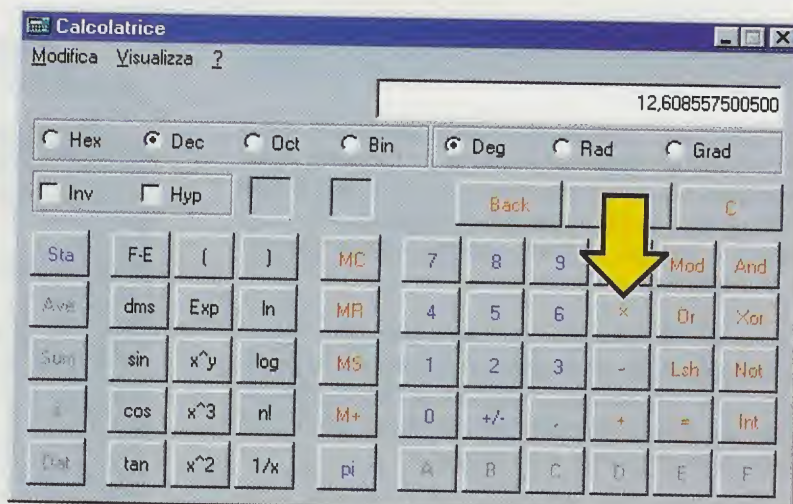 Calcolatrice
Modifica Visualizza ?
12,608557500500
Hex Dec Oct Bin Deg Rad Grad
Inv Hyp Back C
Sta F-E ( ) MC 7 8 9 Mod And
Ave dms Exp ln MR 4 5 6 × Or Xor
Sum sin x^y log MS 1 2 3 - Lsh Not
s cos x^3 n! M+ 0 +/- , + = Int
Dat tan x^2 1/x pi A B C D E F